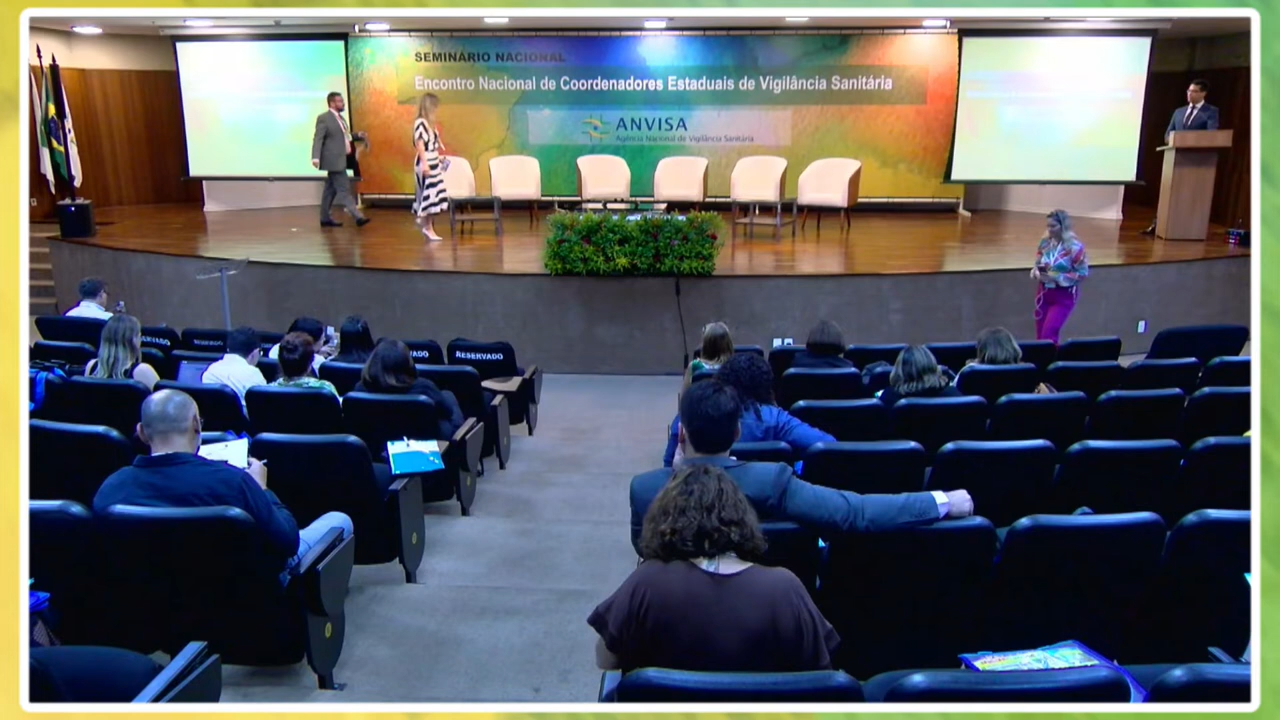 SEMINÁRIO NACIONAL
Encontro Nacional de Coordenadores Estaduais de Vigilância Sanitária
ANVISA
Agência Nacional de Vigilância Sanitária
RESERVADO
RESERVADO